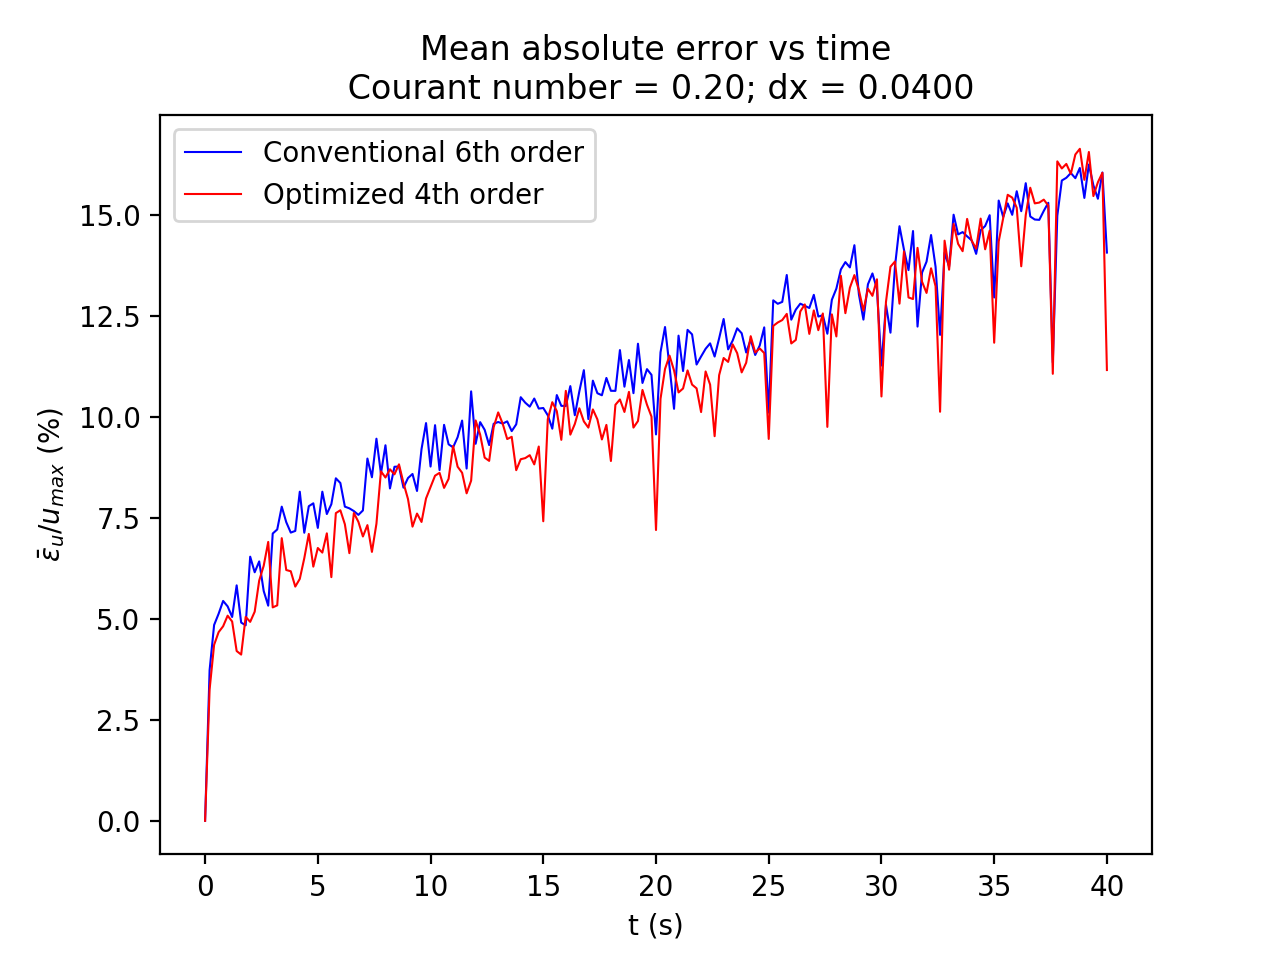 Mean absolute error vs time
Courant number = 0.20; dx = 0.0400
Conventional 6th order
Optimized 4th order
15.0
12.5
10.0
7.5
5.0
2.5
0.0
ε̄_u/u_max (%)
0 5 10 15 20 25 30 35 40
t (s)